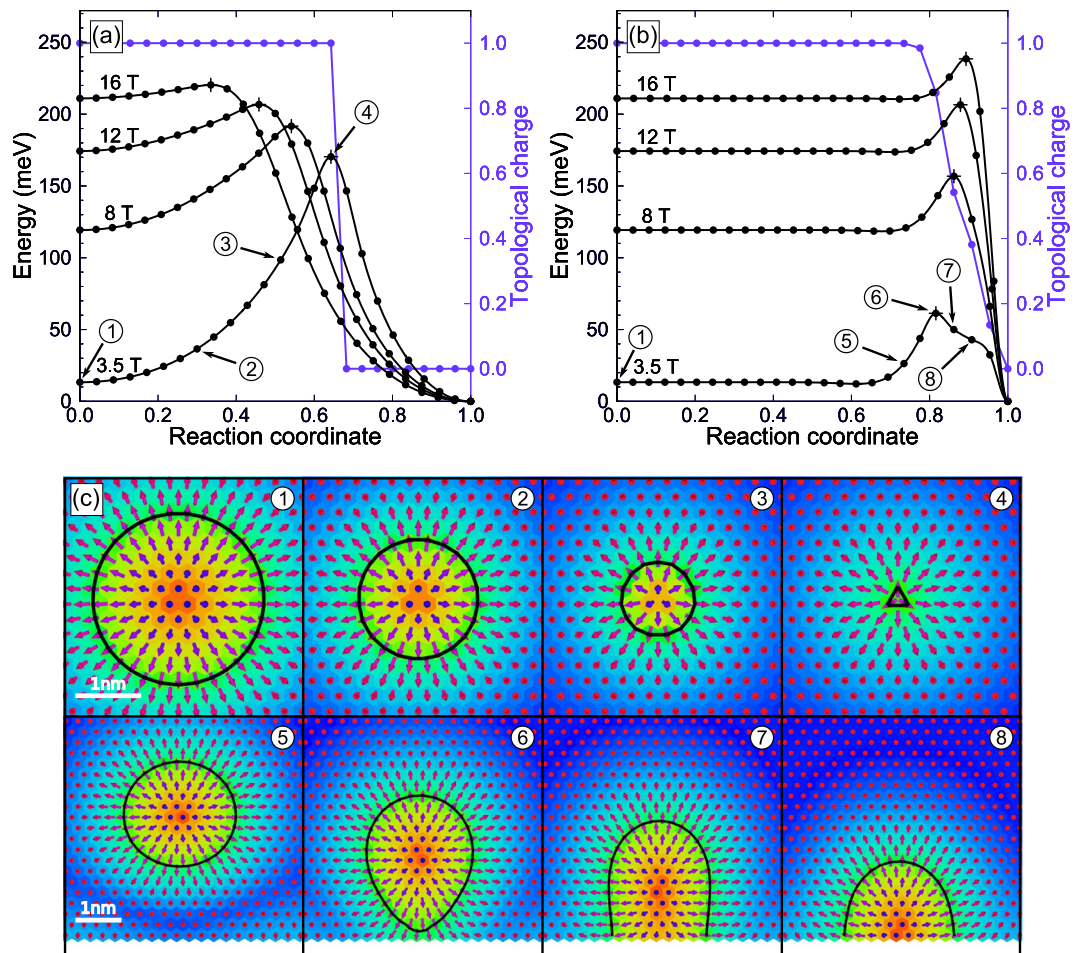 (a)
250
200
150
100
50
0
Energy (meV)
16 T
12 T
8 T
3.5 T
1
2
3
4
1.0
0.8
0.6
0.4
0.2
0.0
Topological charge
0.0 0.2 0.4 0.6 0.8 1.0
Reaction coordinate
(b)
250
200
150
100
50
0
Energy (meV)
16 T
12 T
8 T
3.5 T
1
5
6
7
8
1.0
0.8
0.6
0.4
0.2
0.0
Topological charge
0.0 0.2 0.4 0.6 0.8 1.0
Reaction coordinate
(c) 1 2 3 4
1nm
5 6 7 8
1nm